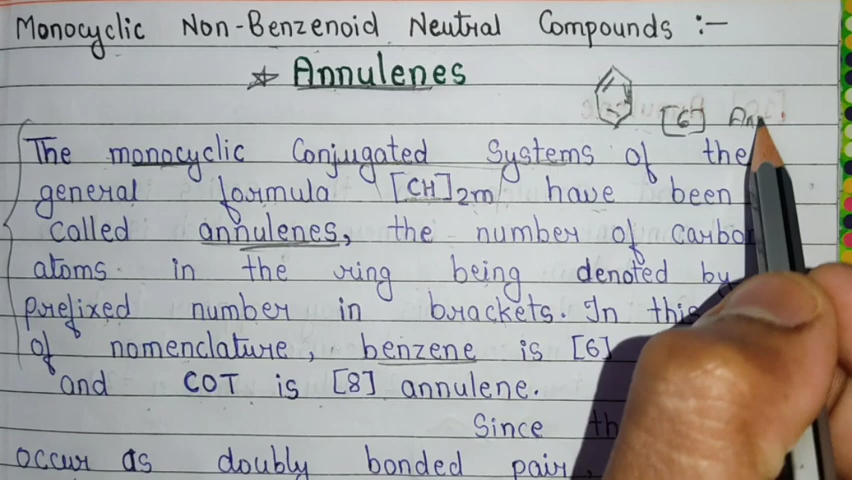 Monocyclic Non-Benzenoid Neutral Compounds :-
★ Annulenes
[6] Ann
The monocyclic Conjugated Systems of the
general formula [CH]2m have been
called annulenes, the number of carbon
atoms in the ring being denoted by
prefixed number in brackets. In this
of nomenclature, benzene is [6]
and COT is [8] annulene.
Since th
occur as doubly bonded pair,